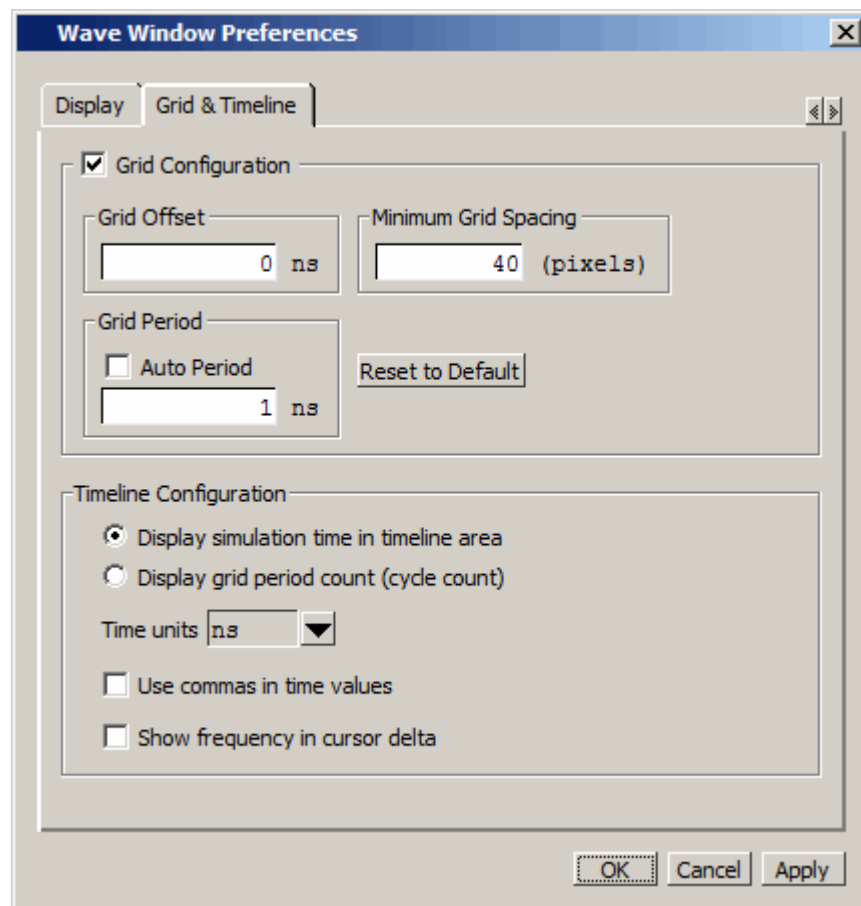 Wave Window Preferences
Display
Grid & Timeline
Grid Configuration
Grid Offset
0 ns
Minimum Grid Spacing
40 (pixels)
Grid Period
Auto Period
1 ns
Reset to Default
Timeline Configuration
Display simulation time in timeline area
Display grid period count (cycle count)
Time units ns
Use commas in time values
Show frequency in cursor delta
OK Cancel Apply